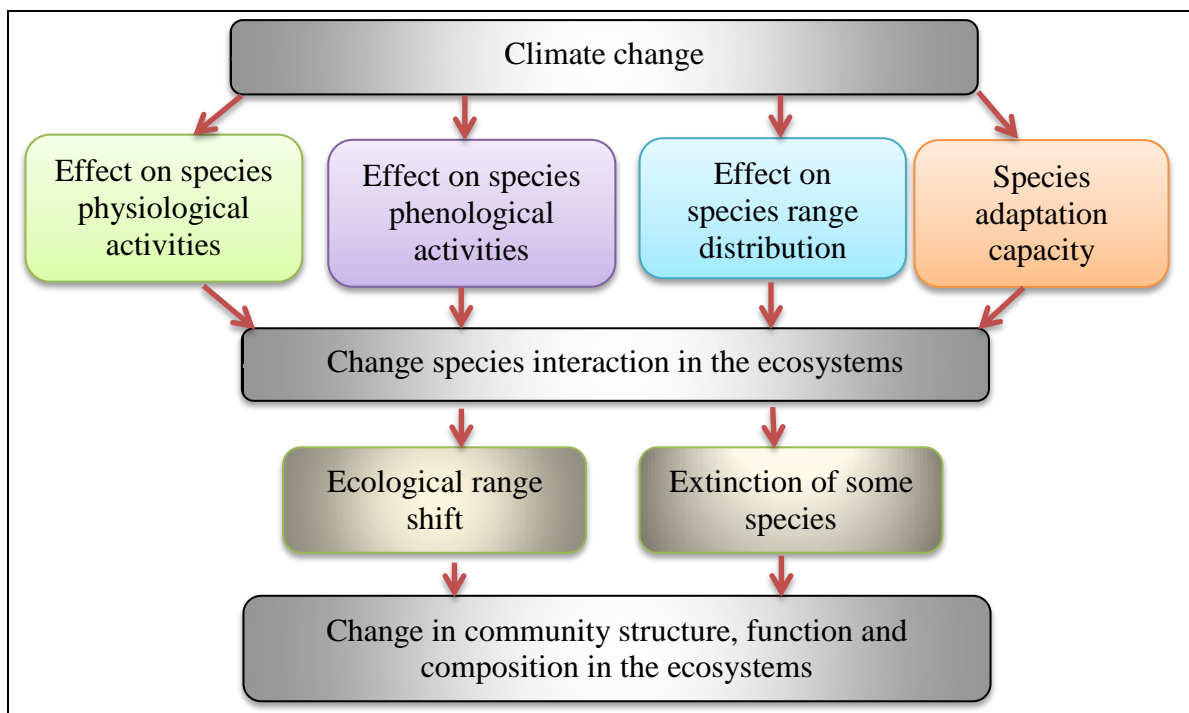 Climate change
Effect on species
physiological
activities
Effect on species
phenological
activities
Effect on
species range
distribution
Species
adaptation
capacity
Change species interaction in the ecosystems
Ecological range
shift
Extinction of some
species
Change in community structure, function and
composition in the ecosystems